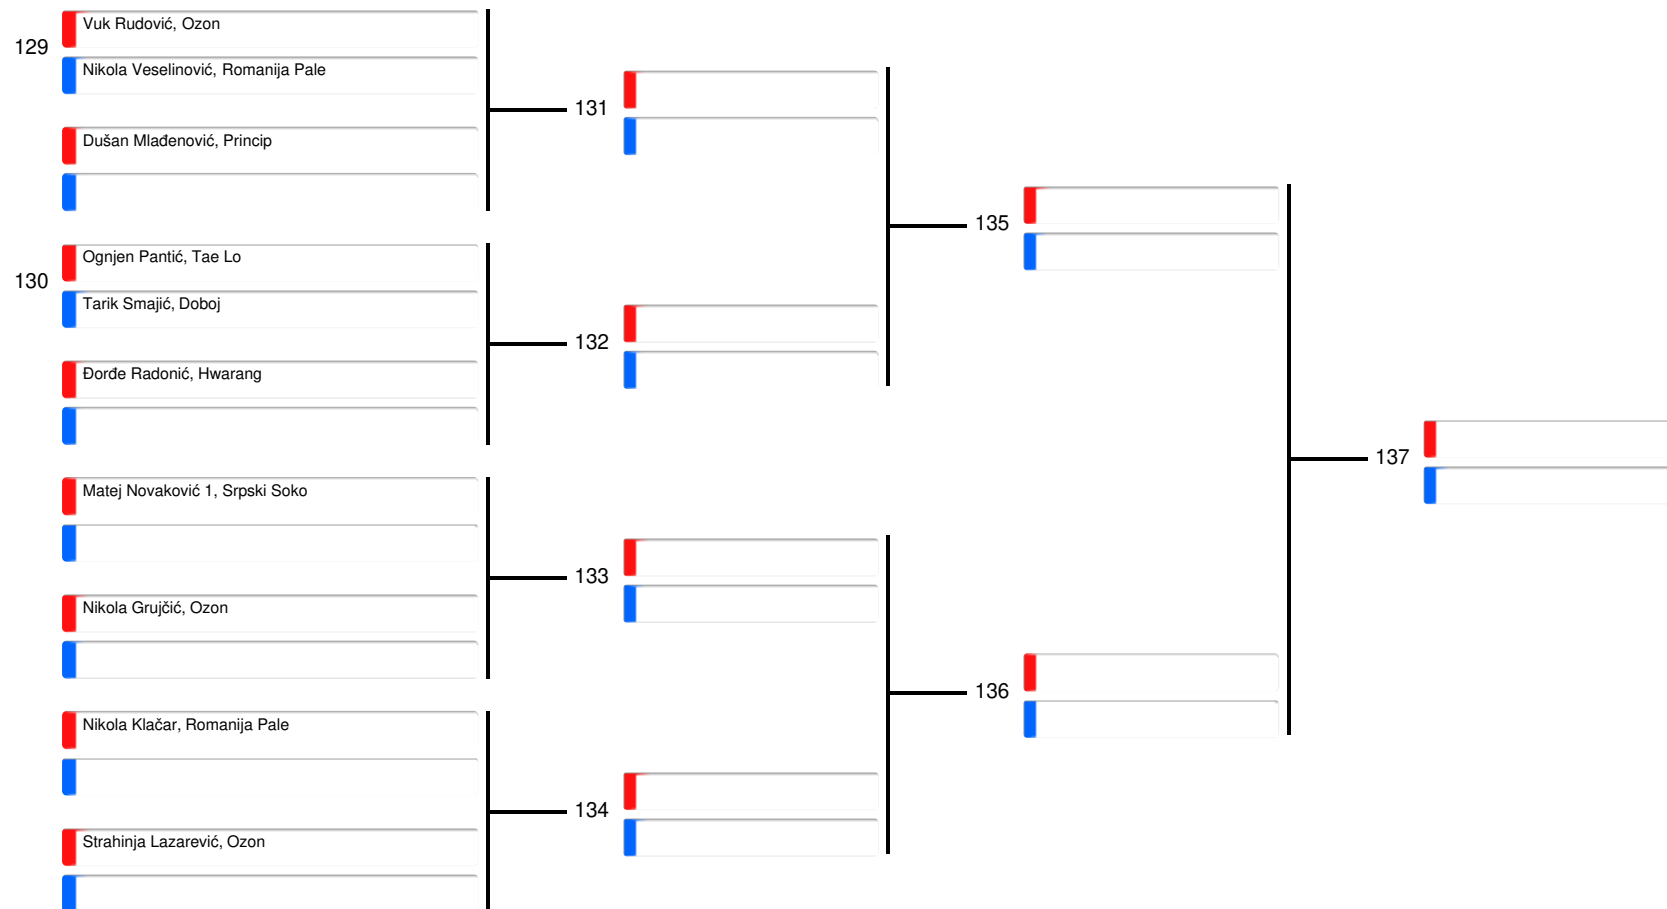 129
Vuk Rudović, Ozon
Nikola Veselinović, Romanija Pale
Dušan Mlađenović, Princip
130
Ognjen Pantić, Tae Lo
Tarik Smajić, Doboj
Đorđe Radonić, Hwarang
Matej Novaković 1, Srpski Soko
Nikola Grujčić, Ozon
Nikola Klačar, Romanija Pale
Strahinja Lazarević, Ozon
131
132
133
134
135
136
137